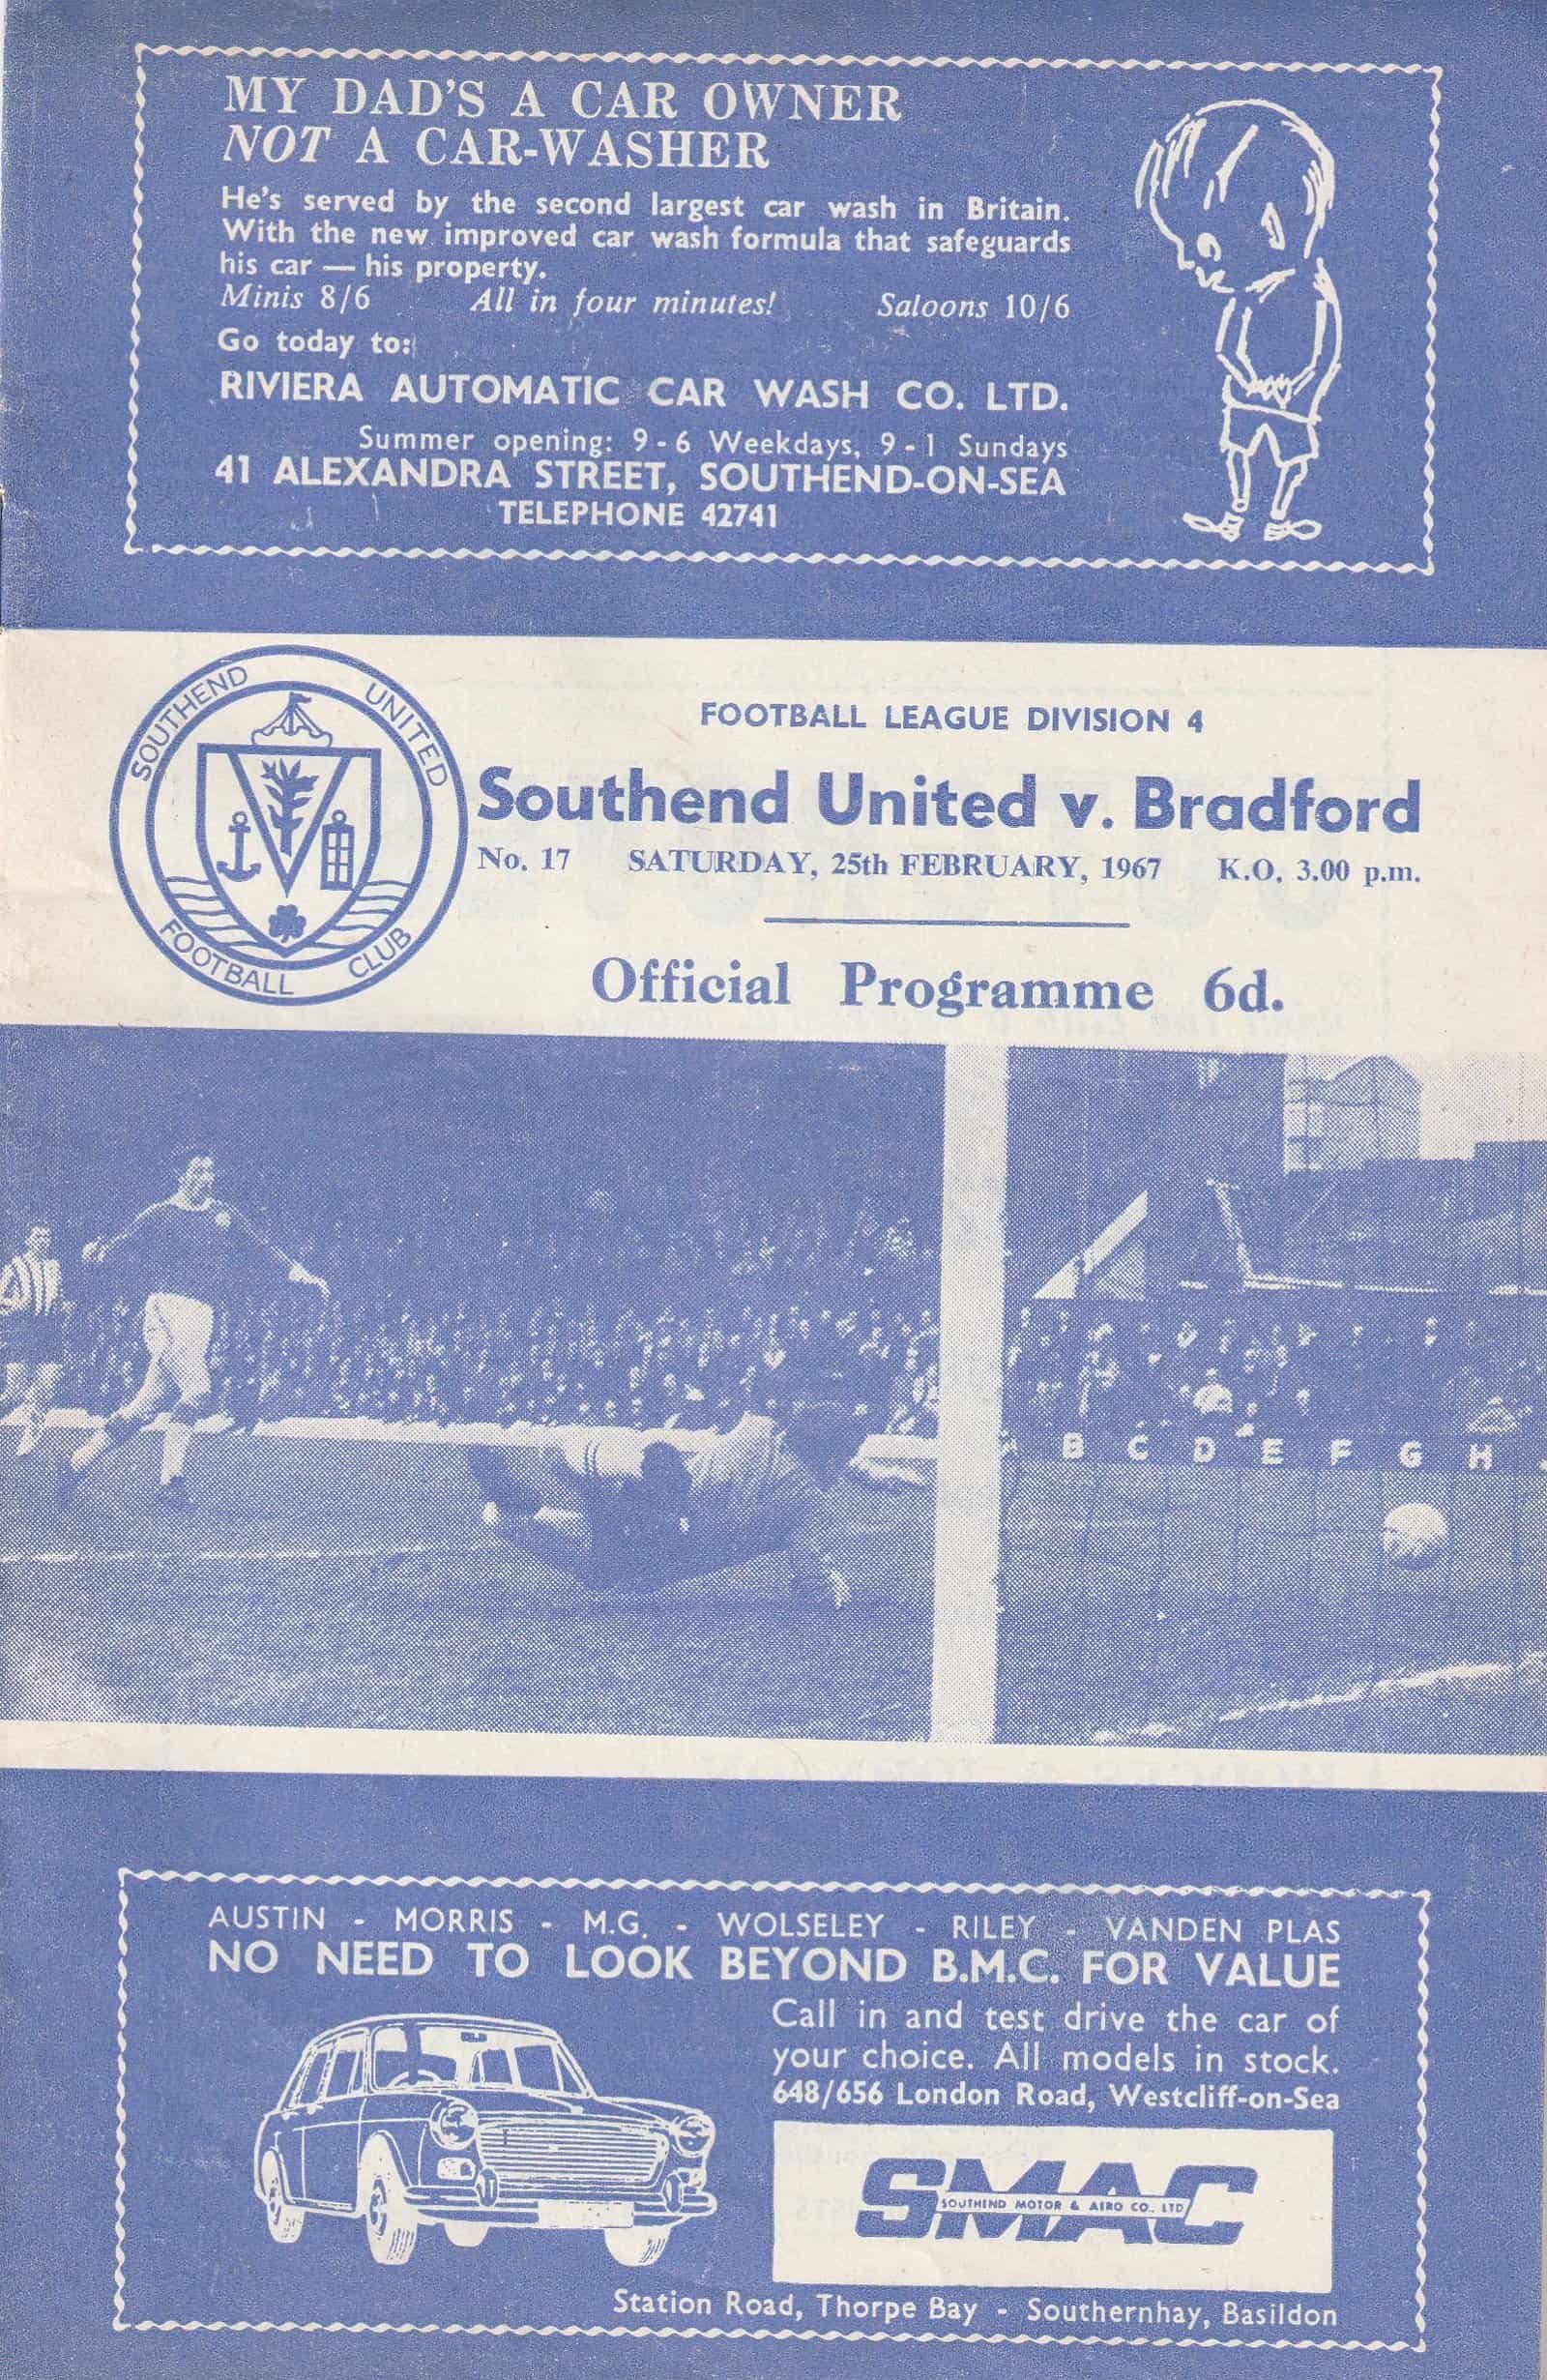 MY DAD'S A CAR OWNER
NOT A CAR-WASHER
He's served by the second largest car wash in Britain.
With the new improved car wash formula that safeguards
his car — his property.
Minis 8/6 All in four minutes! Saloons 10/6
Go today to:
RIVIERA AUTOMATIC CAR WASH CO. LTD.
Summer opening: 9 - 6 Weekdays, 9 - 1 Sundays
41 ALEXANDRA STREET, SOUTHEND-ON-SEA
TELEPHONE 42741
SOUTHEND UNITED
FOOTBALL CLUB
FOOTBALL LEAGUE DIVISION 4
Southend United v. Bradford
No. 17 SATURDAY, 25th FEBRUARY, 1967 K.O. 3.00 p.m.
Official Programme 6d.
A B C D E F G H
AUSTIN - MORRIS - M.G. - WOLSELEY - RILEY - VANDEN PLAS
NO NEED TO LOOK BEYOND B.M.C. FOR VALUE
Call in and test drive the car of
your choice. All models in stock.
648/656 London Road, Westcliff-on-Sea
SMAC
SOUTHEND MOTOR & AERO CO., LTD
Station Road, Thorpe Bay - Southernhay, Basildon